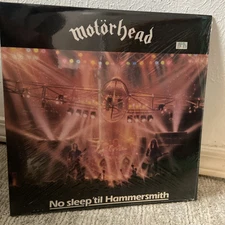 Motörhead
No sleep 'til Hammersmith